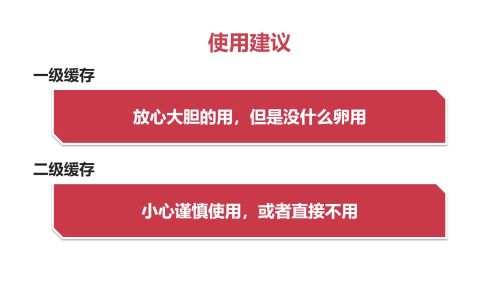 使用建议
一级缓存
放心大胆的用，但是没什么卵用
二级缓存
小心谨慎使用，或者直接不用